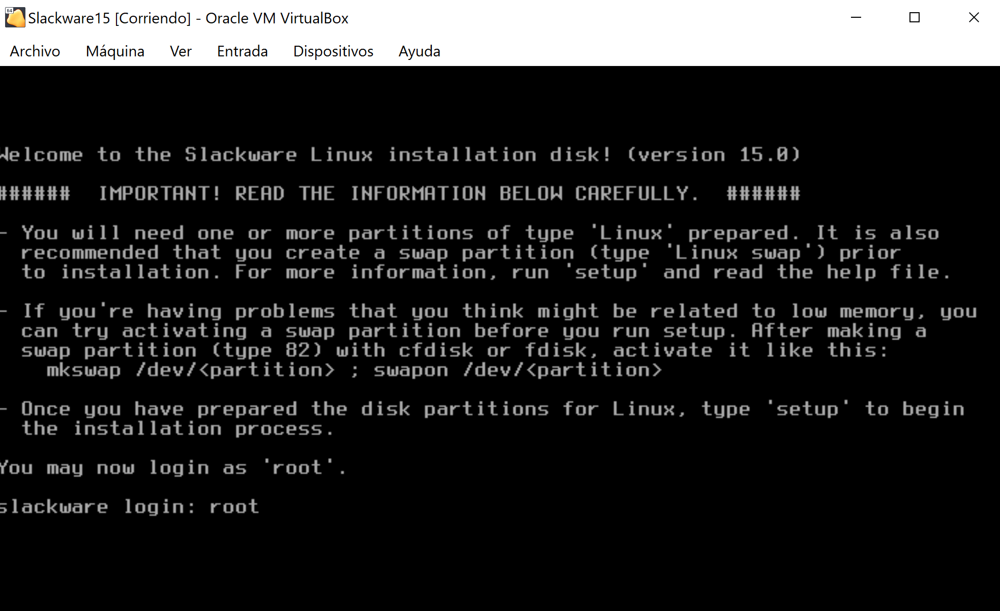 64
Slackware15 [Corriendo] - Oracle VM VirtualBox
Archivo Máquina Ver Entrada Dispositivos Ayuda
Welcome to the Slackware Linux installation disk! (version 15.0)
###### IMPORTANT! READ THE INFORMATION BELOW CAREFULLY. ######
- You will need one or more partitions of type 'Linux' prepared. It is also
recommended that you create a swap partition (type 'Linux swap') prior
to installation. For more information, run 'setup' and read the help file.
- If you're having problems that you think might be related to low memory, you
can try activating a swap partition before you run setup. After making a
swap partition (type 82) with cfdisk or fdisk, activate it like this:
mkswap /dev/<partition> ; swapon /dev/<partition>
- Once you have prepared the disk partitions for Linux, type 'setup' to begin
the installation process.
You may now login as 'root'.
slackware login: root